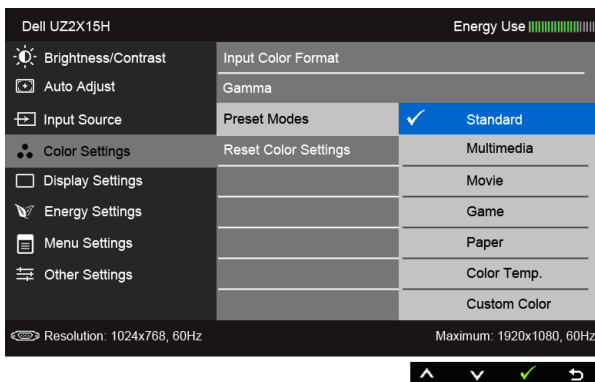 Dell UZ2X15H Energy Use
Brightness/Contrast Input Color Format
Auto Adjust Gamma
Input Source Preset Modes Standard
Color Settings Reset Color Settings Multimedia
Display Settings Movie
Energy Settings Game
Menu Settings Paper
Other Settings Color Temp.
Custom Color
Resolution: 1024x768, 60Hz Maximum: 1920x1080, 60Hz